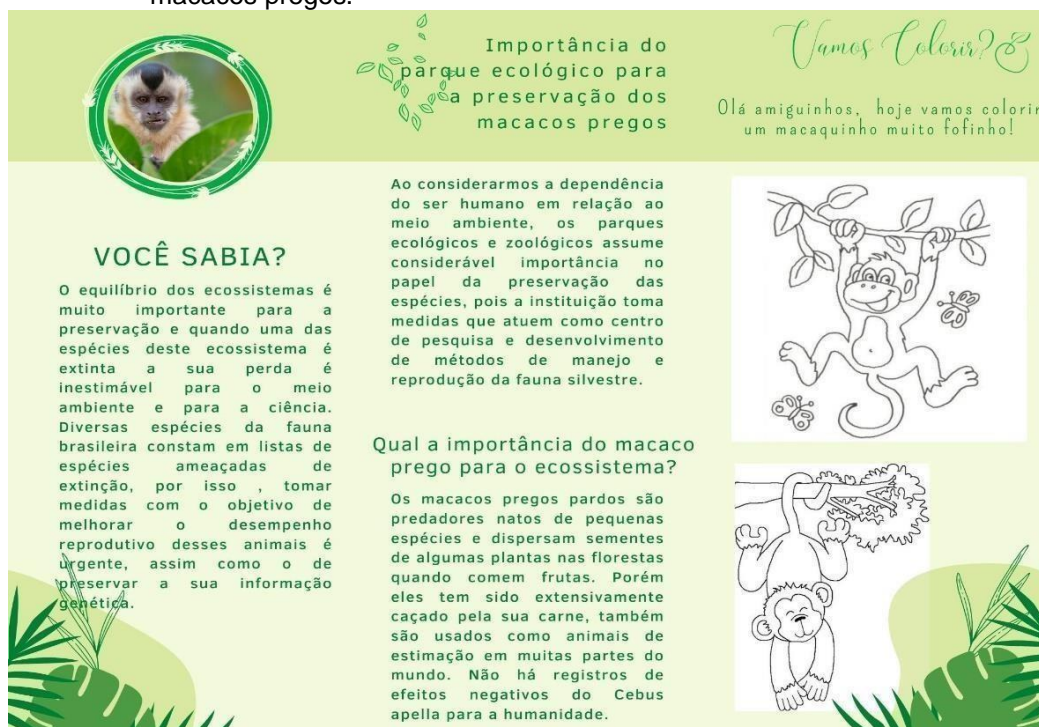 macacos pregos.
VOCÊ SABIA?
O equilíbrio dos ecossistemas é
muito importante para a
preservação e quando uma das
espécies deste ecossistema é
extinta a sua perda é
inestimável para o meio
ambiente e para a ciência.
Diversas espécies da fauna
brasileira constam em listas de
espécies ameaçadas de
extinção, por isso , tomar
medidas com o objetivo de
melhorar o desempenho
reprodutivo desses animais é
urgente, assim como o de
preservar a sua informação
genética.
Importância do
parque ecológico para
a preservação dos
macacos pregos
Ao considerarmos a dependência
do ser humano em relação ao
meio ambiente, os parques
ecológicos e zoológicos assume
considerável importância no
papel da preservação das
espécies, pois a instituição toma
medidas que atuem como centro
de pesquisa e desenvolvimento
de métodos de manejo e
reprodução da fauna silvestre.
Qual a importância do macaco
prego para o ecossistema?
Os macacos pregos pardos são
predadores natos de pequenas
espécies e dispersam sementes
de algumas plantas nas florestas
quando comem frutas. Porém
eles tem sido extensivamente
caçado pela sua carne, também
são usados como animais de
estimação em muitas partes do
mundo. Não há registros de
efeitos negativos do Cebus
apella para a humanidade.
Vamos Colorir?
Olá amiguinhos, hoje vamos colorir
um macaquinho muito fofinho!